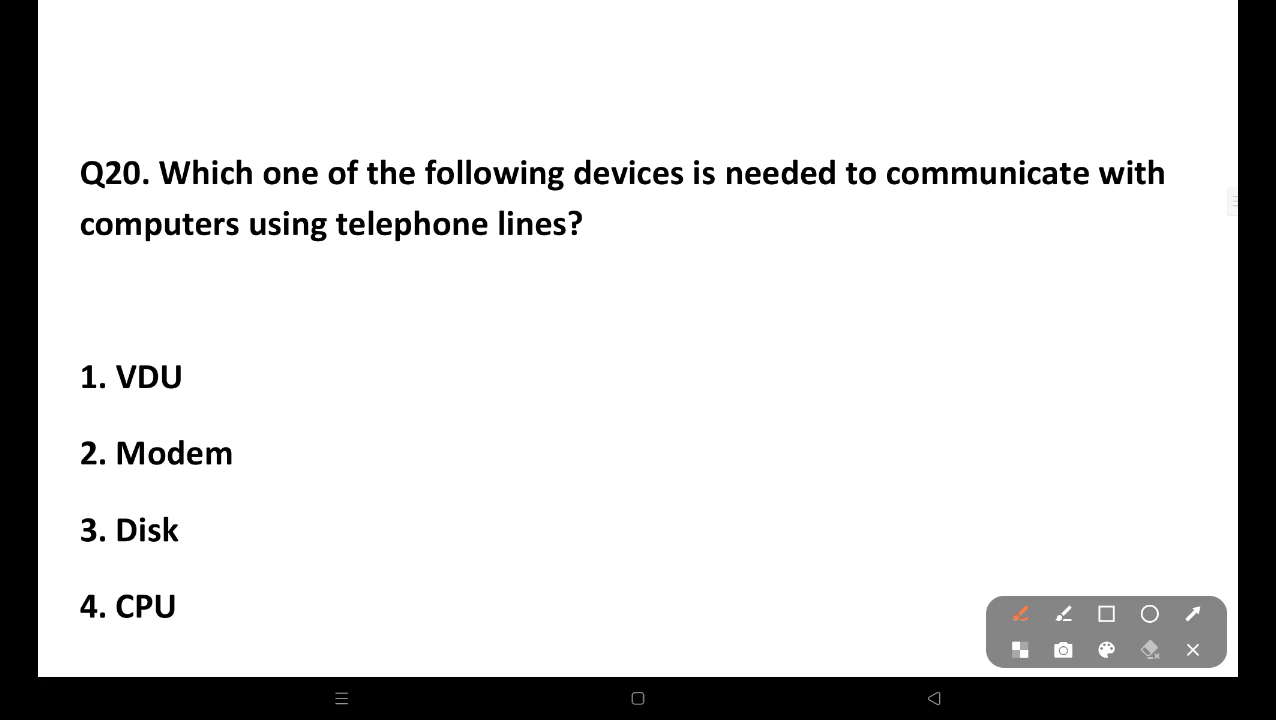 Q20. Which one of the following devices is needed to communicate with
computers using telephone lines?
1. VDU
2. Modem
3. Disk
4. CPU